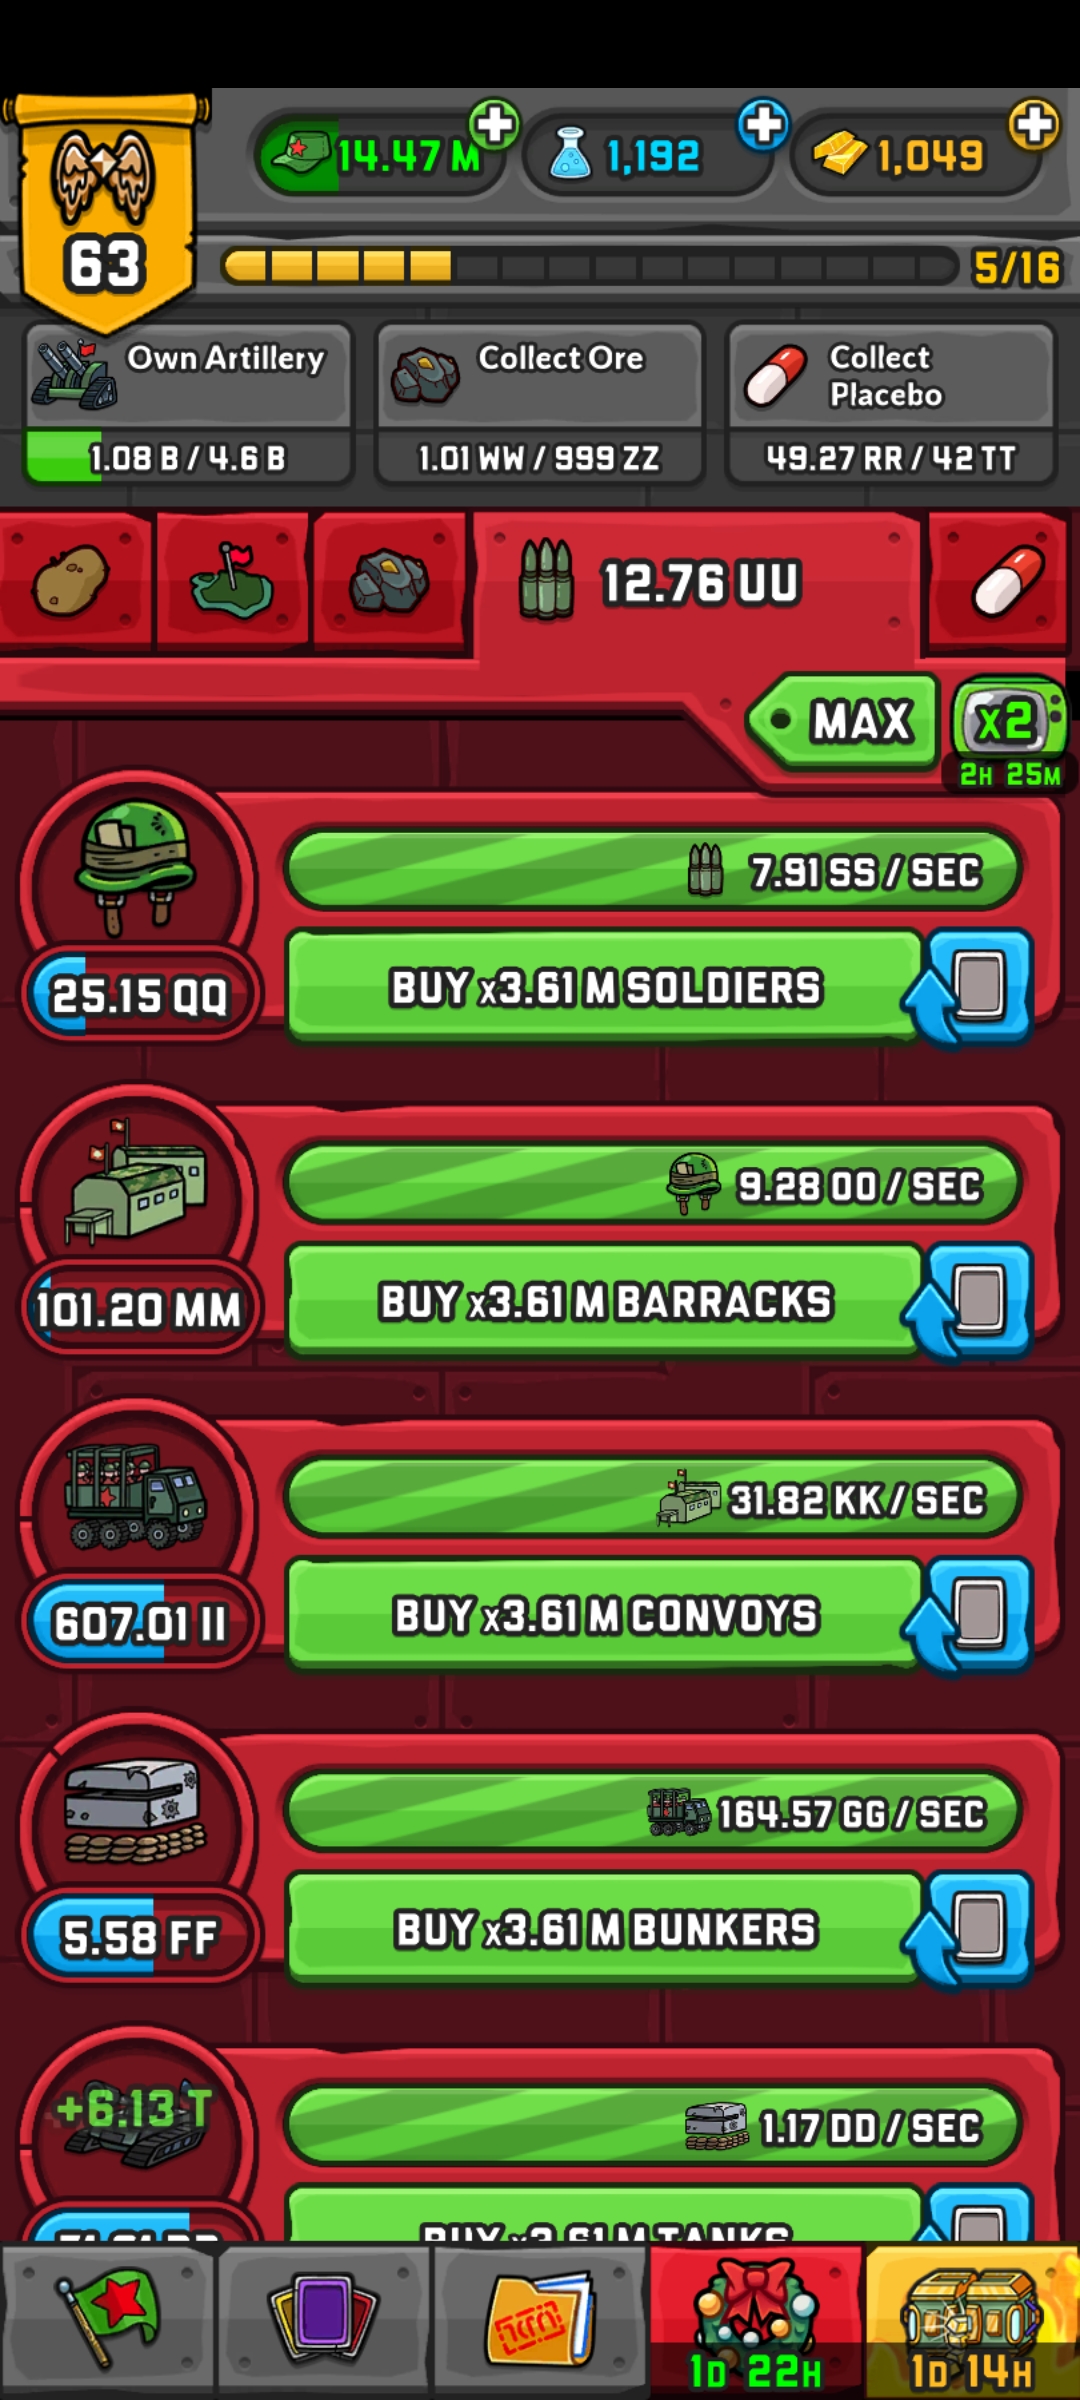 14.47 M
1,192
1,049
63
5/16
Own Artillery
1.08 B / 4.6 B
Collect Ore
1.01 WW / 999 ZZ
Collect
Placebo
49.27 RR / 42 TT
12.76 UU
MAX
x2
2H 25M
7.91 SS / SEC
25.15 QQ
BUY x3.61 M SOLDIERS
9.28 OO / SEC
101.20 MM
BUY x3.61 M BARRACKS
31.82 KK / SEC
607.01 II
BUY x3.61 M CONVOYS
164.57 GG / SEC
5.58 FF
BUY x3.61 M BUNKERS
+6.13 T
1.17 DD / SEC
BUY x3.61 M TANKS
1D 22H
1D 14H